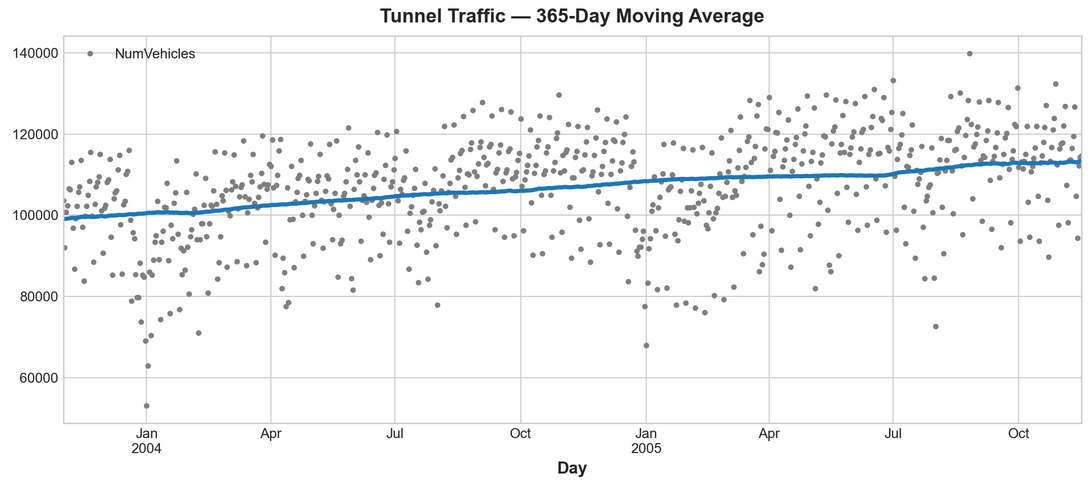 Tunnel Traffic — 365-Day Moving Average
140000
120000
100000
80000
60000
NumVehicles
Jan
2004
Apr
Jul
Oct
Jan
2005
Apr
Jul
Oct
Day